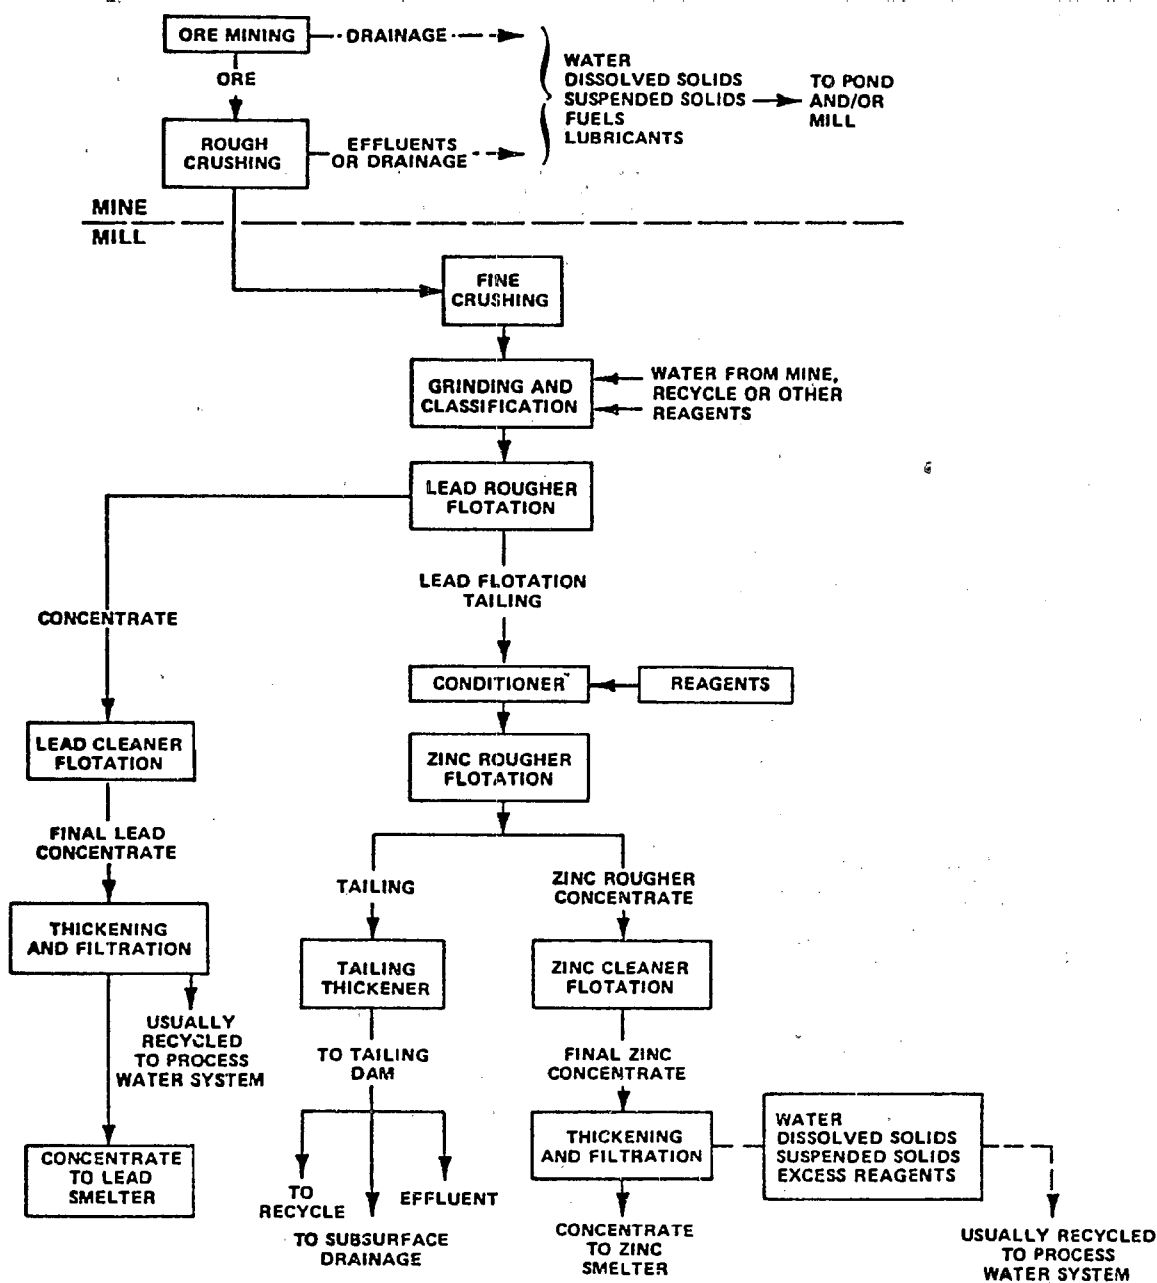 ORE MINING
DRAINAGE
ORE
WATER
DISSOLVED SOLIDS
SUSPENDED SOLIDS
FUELS
LUBRICANTS
TO POND
AND/OR
MILL
ROUGH
CRUSHING
EFFLUENTS
OR DRAINAGE
MINE
MILL
FINE
CRUSHING
GRINDING AND
CLASSIFICATION
WATER FROM MINE,
RECYCLE OR OTHER
REAGENTS
LEAD ROUGHER
FLOTATION
LEAD FLOTATION
TAILING
CONCENTRATE
CONDITIONER
REAGENTS
LEAD CLEANER
FLOTATION
ZINC ROUGHER
FLOTATION
FINAL LEAD
CONCENTRATE
TAILING
ZINC ROUGHER
CONCENTRATE
THICKENING
AND FILTRATION
TAILING
THICKENER
ZINC CLEANER
FLOTATION
USUALLY
RECYCLED
TO PROCESS
WATER SYSTEM
TO TAILING
DAM
FINAL ZINC
CONCENTRATE
THICKENING
AND FILTRATION
WATER
DISSOLVED SOLIDS
SUSPENDED SOLIDS
EXCESS REAGENTS
CONCENTRATE
TO LEAD
SMELTER
TO
RECYCLE
EFFLUENT
TO SUBSURFACE
DRAINAGE
CONCENTRATE
TO ZINC
SMELTER
USUALLY RECYCLED
TO PROCESS
WATER SYSTEM